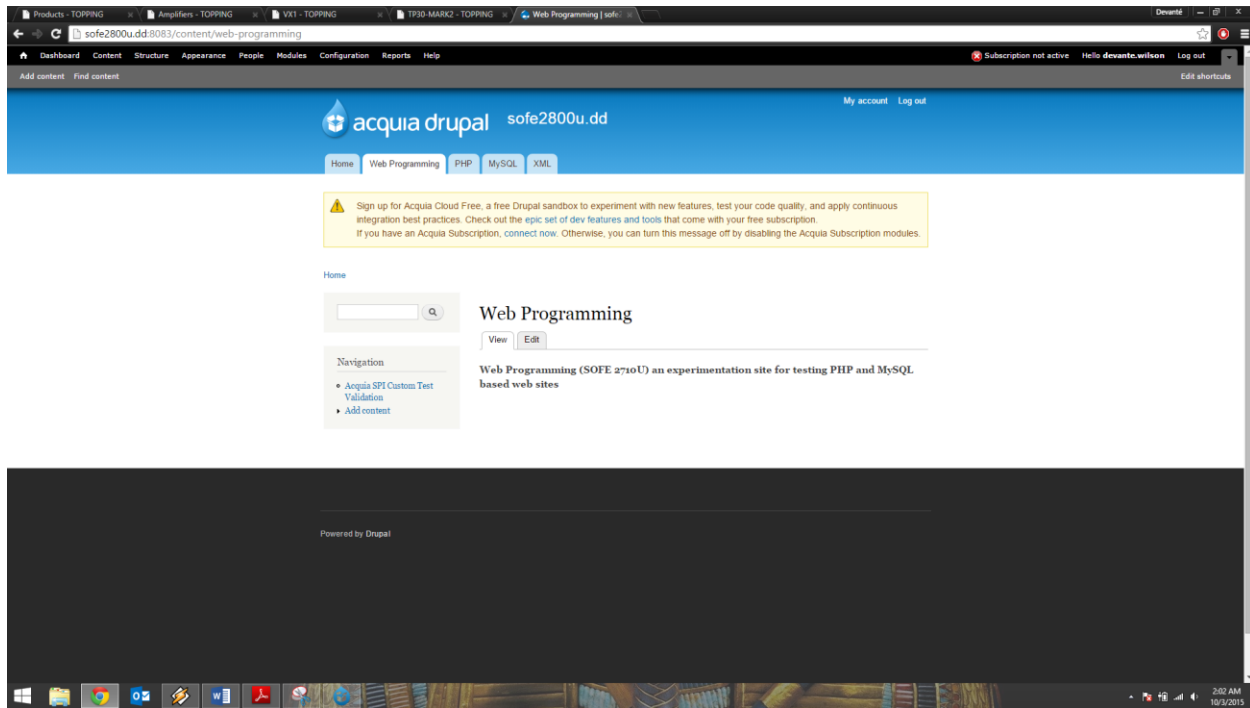 Products - TOPPING
Amplifiers - TOPPING
VX1 - TOPPING
TP30-MARK2 - TOPPING
Web Programming | sofe2
Devanté
sofe2800u.dd:8083/content/web-programming
Dashboard Content Structure Appearance People Modules Configuration Reports Help
Subscription not active Hello devante.wilson Log out
Add content Find content
Edit shortcuts
My account Log out
acquia drupal sofe2800u.dd
Home Web Programming PHP MySQL XML
Sign up for Acquia Cloud Free, a free Drupal sandbox to experiment with new features, test your code quality, and apply continuous
integration best practices. Check out the epic set of dev features and tools that come with your free subscription.
If you have an Acquia Subscription, connect now. Otherwise, you can turn this message off by disabling the Acquia Subscription modules.
Home
Web Programming
View Edit
Web Programming (SOFE 2710U) an experimentation site for testing PHP and MySQL
based web sites
Navigation
Acquia SPI Custom Test
Validation
Add content
Powered by Drupal
2:02 AM
10/3/2015